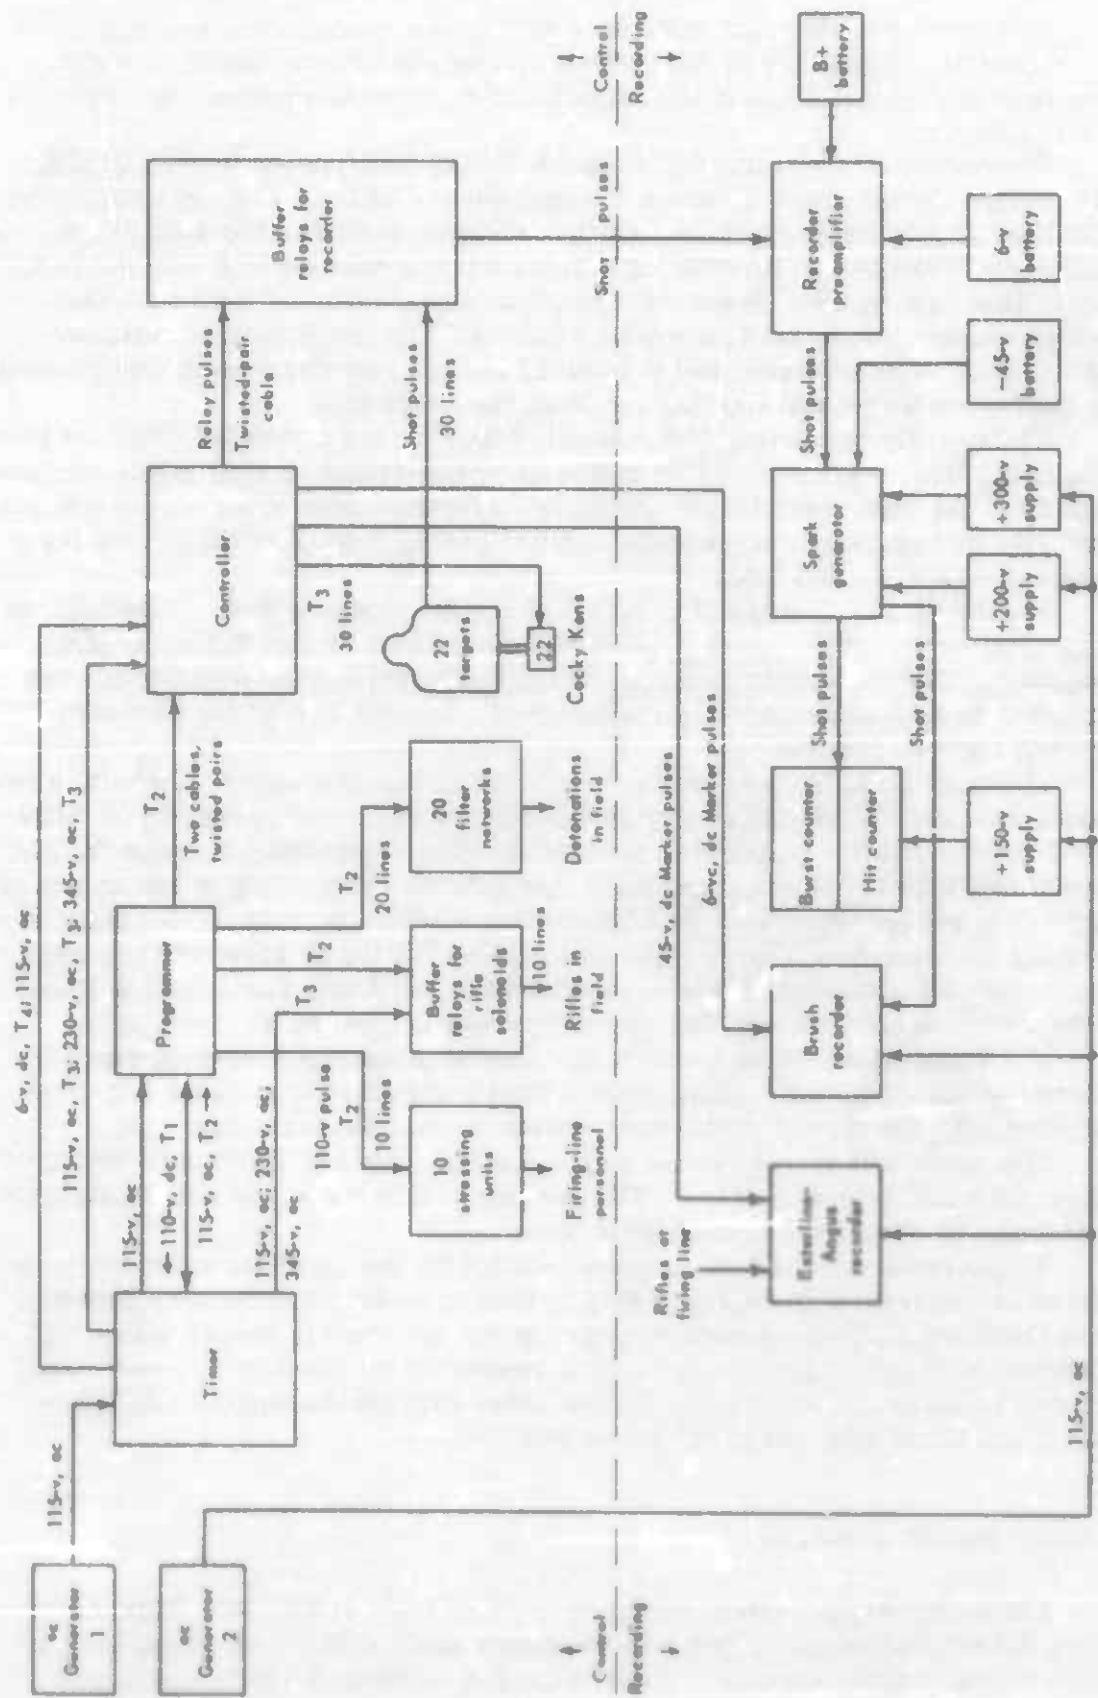 ac
Generator
1
ac
Generator
2
115-v, ac
Timer
6-v, dc, T4; 115-v, ac
115-v, ac, T3; 230-v, ac, T3; 345-v, ac, T3
115-v, ac
← 110-v, dc, T1
115-v, ac, T2 →
115-v, ac; 230-v, ac;
345-v, ac
Programmer
T2
Two cables,
twisted pairs
Controller
Relay pulses
Twisted-pair
cable
Buffer
relays for
recorder
110-v pulse
T2
10 lines
T3
T2
T2
20 lines
T3
30 lines
Shot pulses
30 lines
10
stressing
units
Buffer
relays for
rifle
solenoids
20
filter
networks
22
targets
22
10 lines
Firing-line
personnel
Rifles in
field
Detonations
in field
Cocky Kens
Control
Recording
Control
Recording
Shot pulses
Rifles at
firing line
45-v, dc Marker pulses
6-vc, dc Marker pulses
Esterline-
Angus
recorder
Brush
recorder
Burst counter
Hit counter
Shot pulses
Shot pulses
Spark
generator
Shot pulses
Recorder
preamplifier
B+
battery
115-v, ac
+150-v
supply
+200-v
supply
+300-v
supply
-45-v
battery
6-v
battery